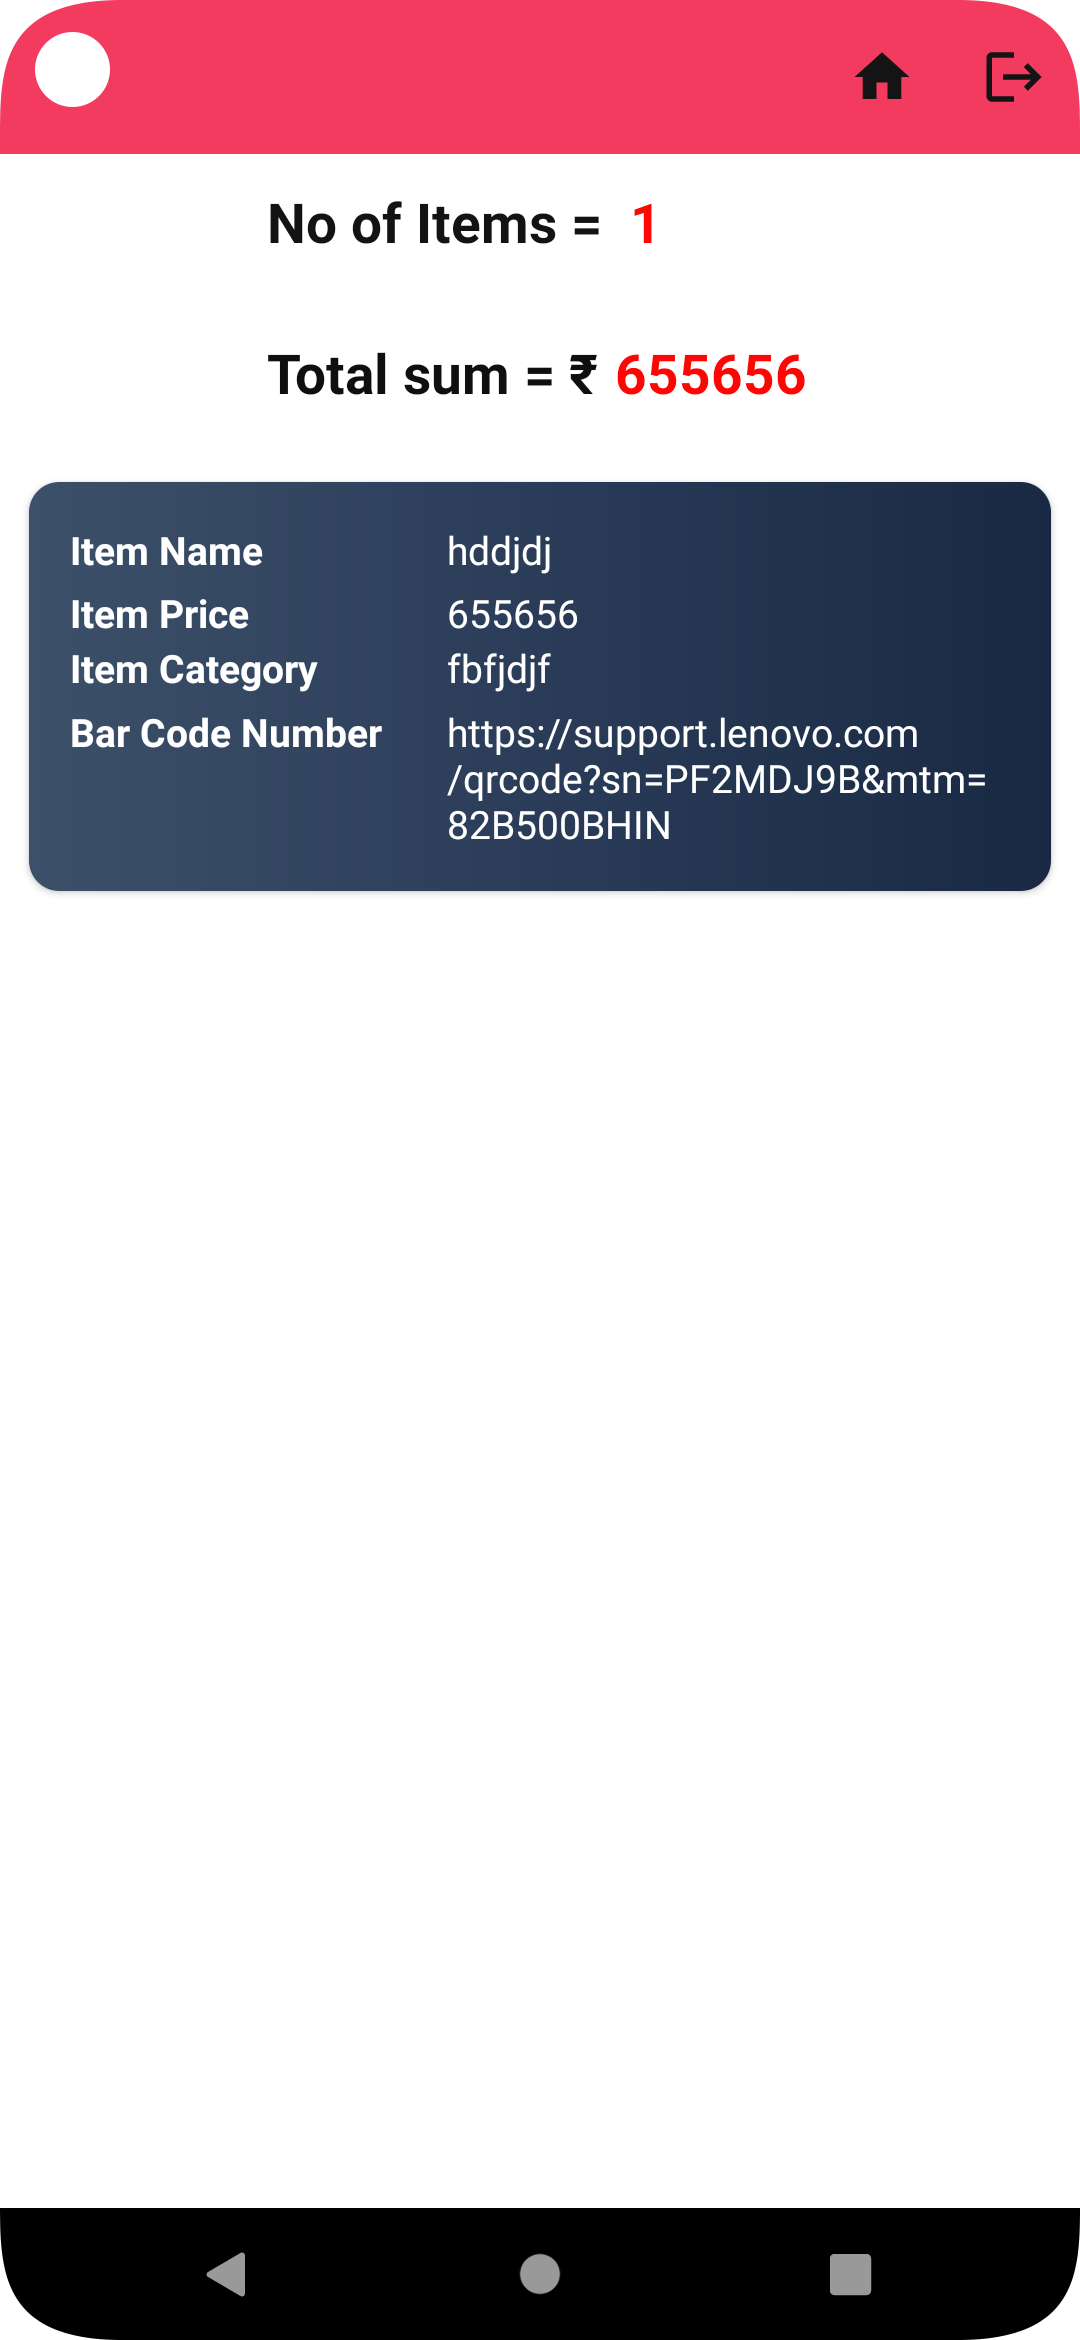 No of Items = 1
Total sum = ₹ 655656
Item Name hddjdj
Item Price 655656
Item Category fbfjdjf
Bar Code Number https://support.lenovo.com
/qrcode?sn=PF2MDJ9B&mtm=
82B500BHIN